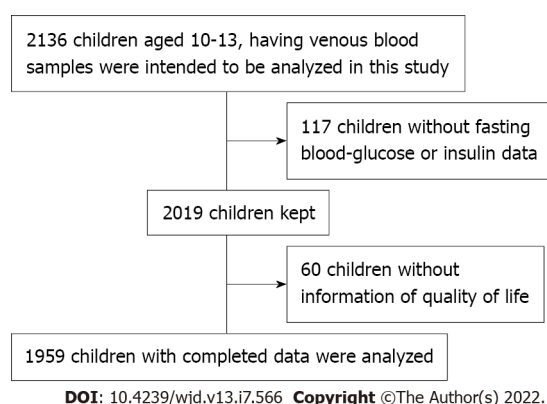 2136 children aged 10-13, having venous blood
samples were intended to be analyzed in this study
117 children without fasting
blood-glucose or insulin data
2019 children kept
60 children without
information of quality of life
1959 children with completed data were analyzed
DOI: 10.4239/wjd.v13.i7.566 Copyright ©The Author(s) 2022.